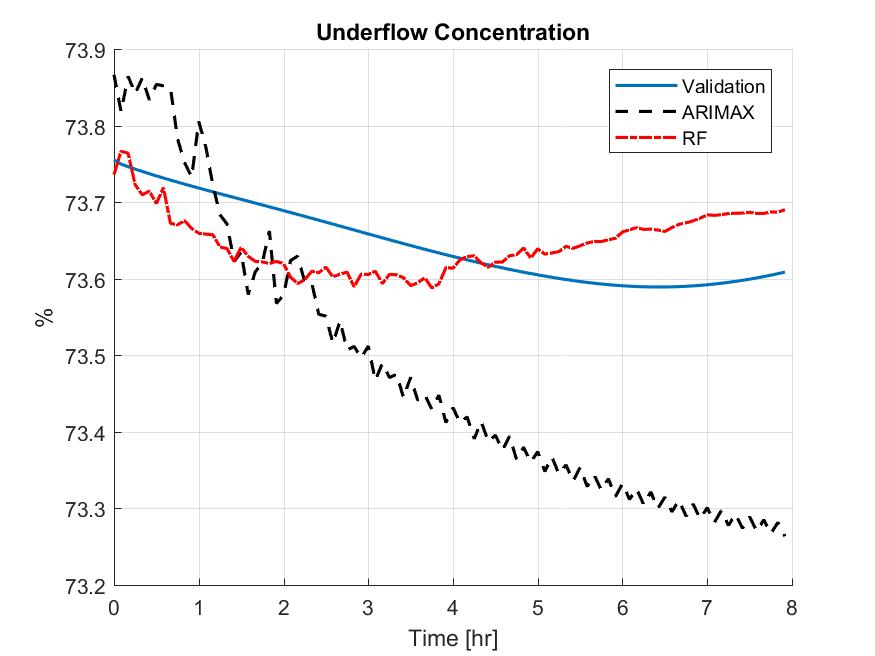 Underflow Concentration
73.9
73.8
73.7
73.6
73.5
73.4
73.3
73.2
%
Validation
ARIMAX
RF
0 1 2 3 4 5 6 7 8
Time [hr]